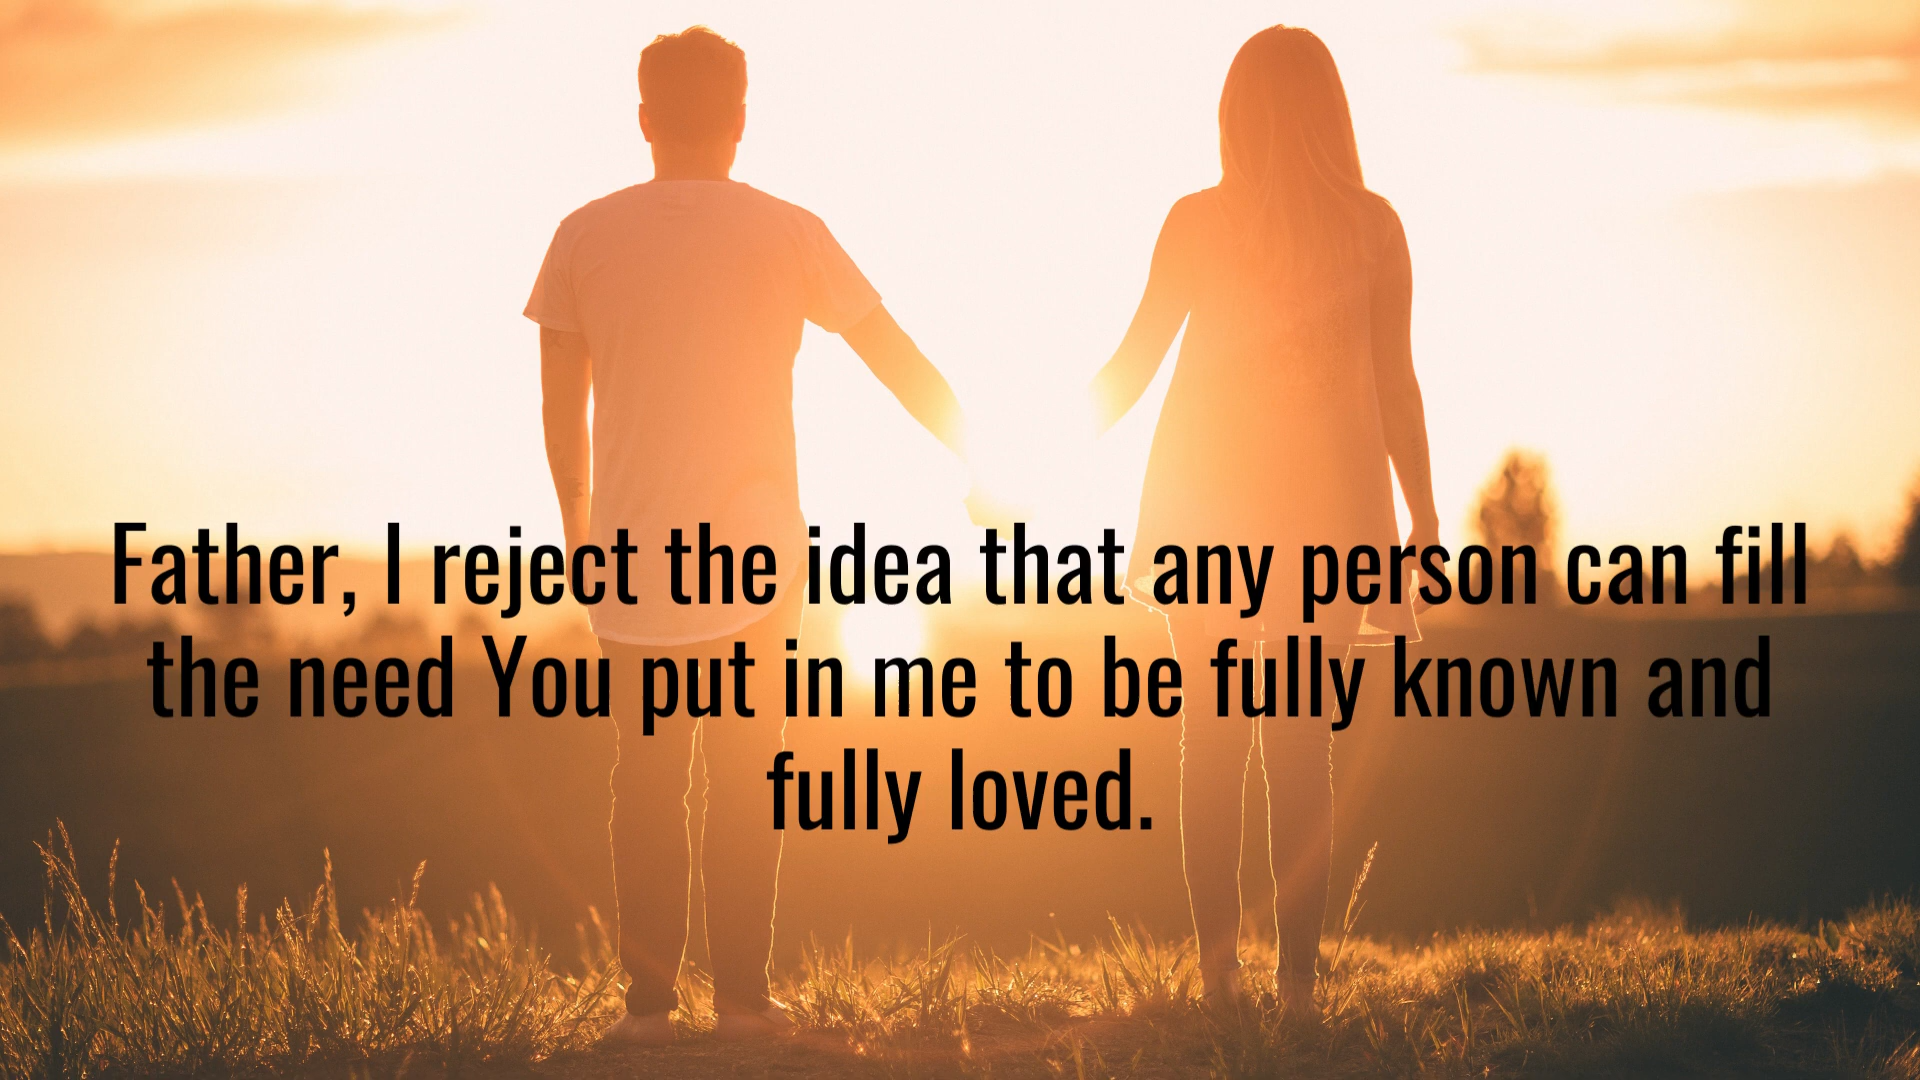 Father, I reject the idea that any person can fill
the need You put in me to be fully known and
fully loved.